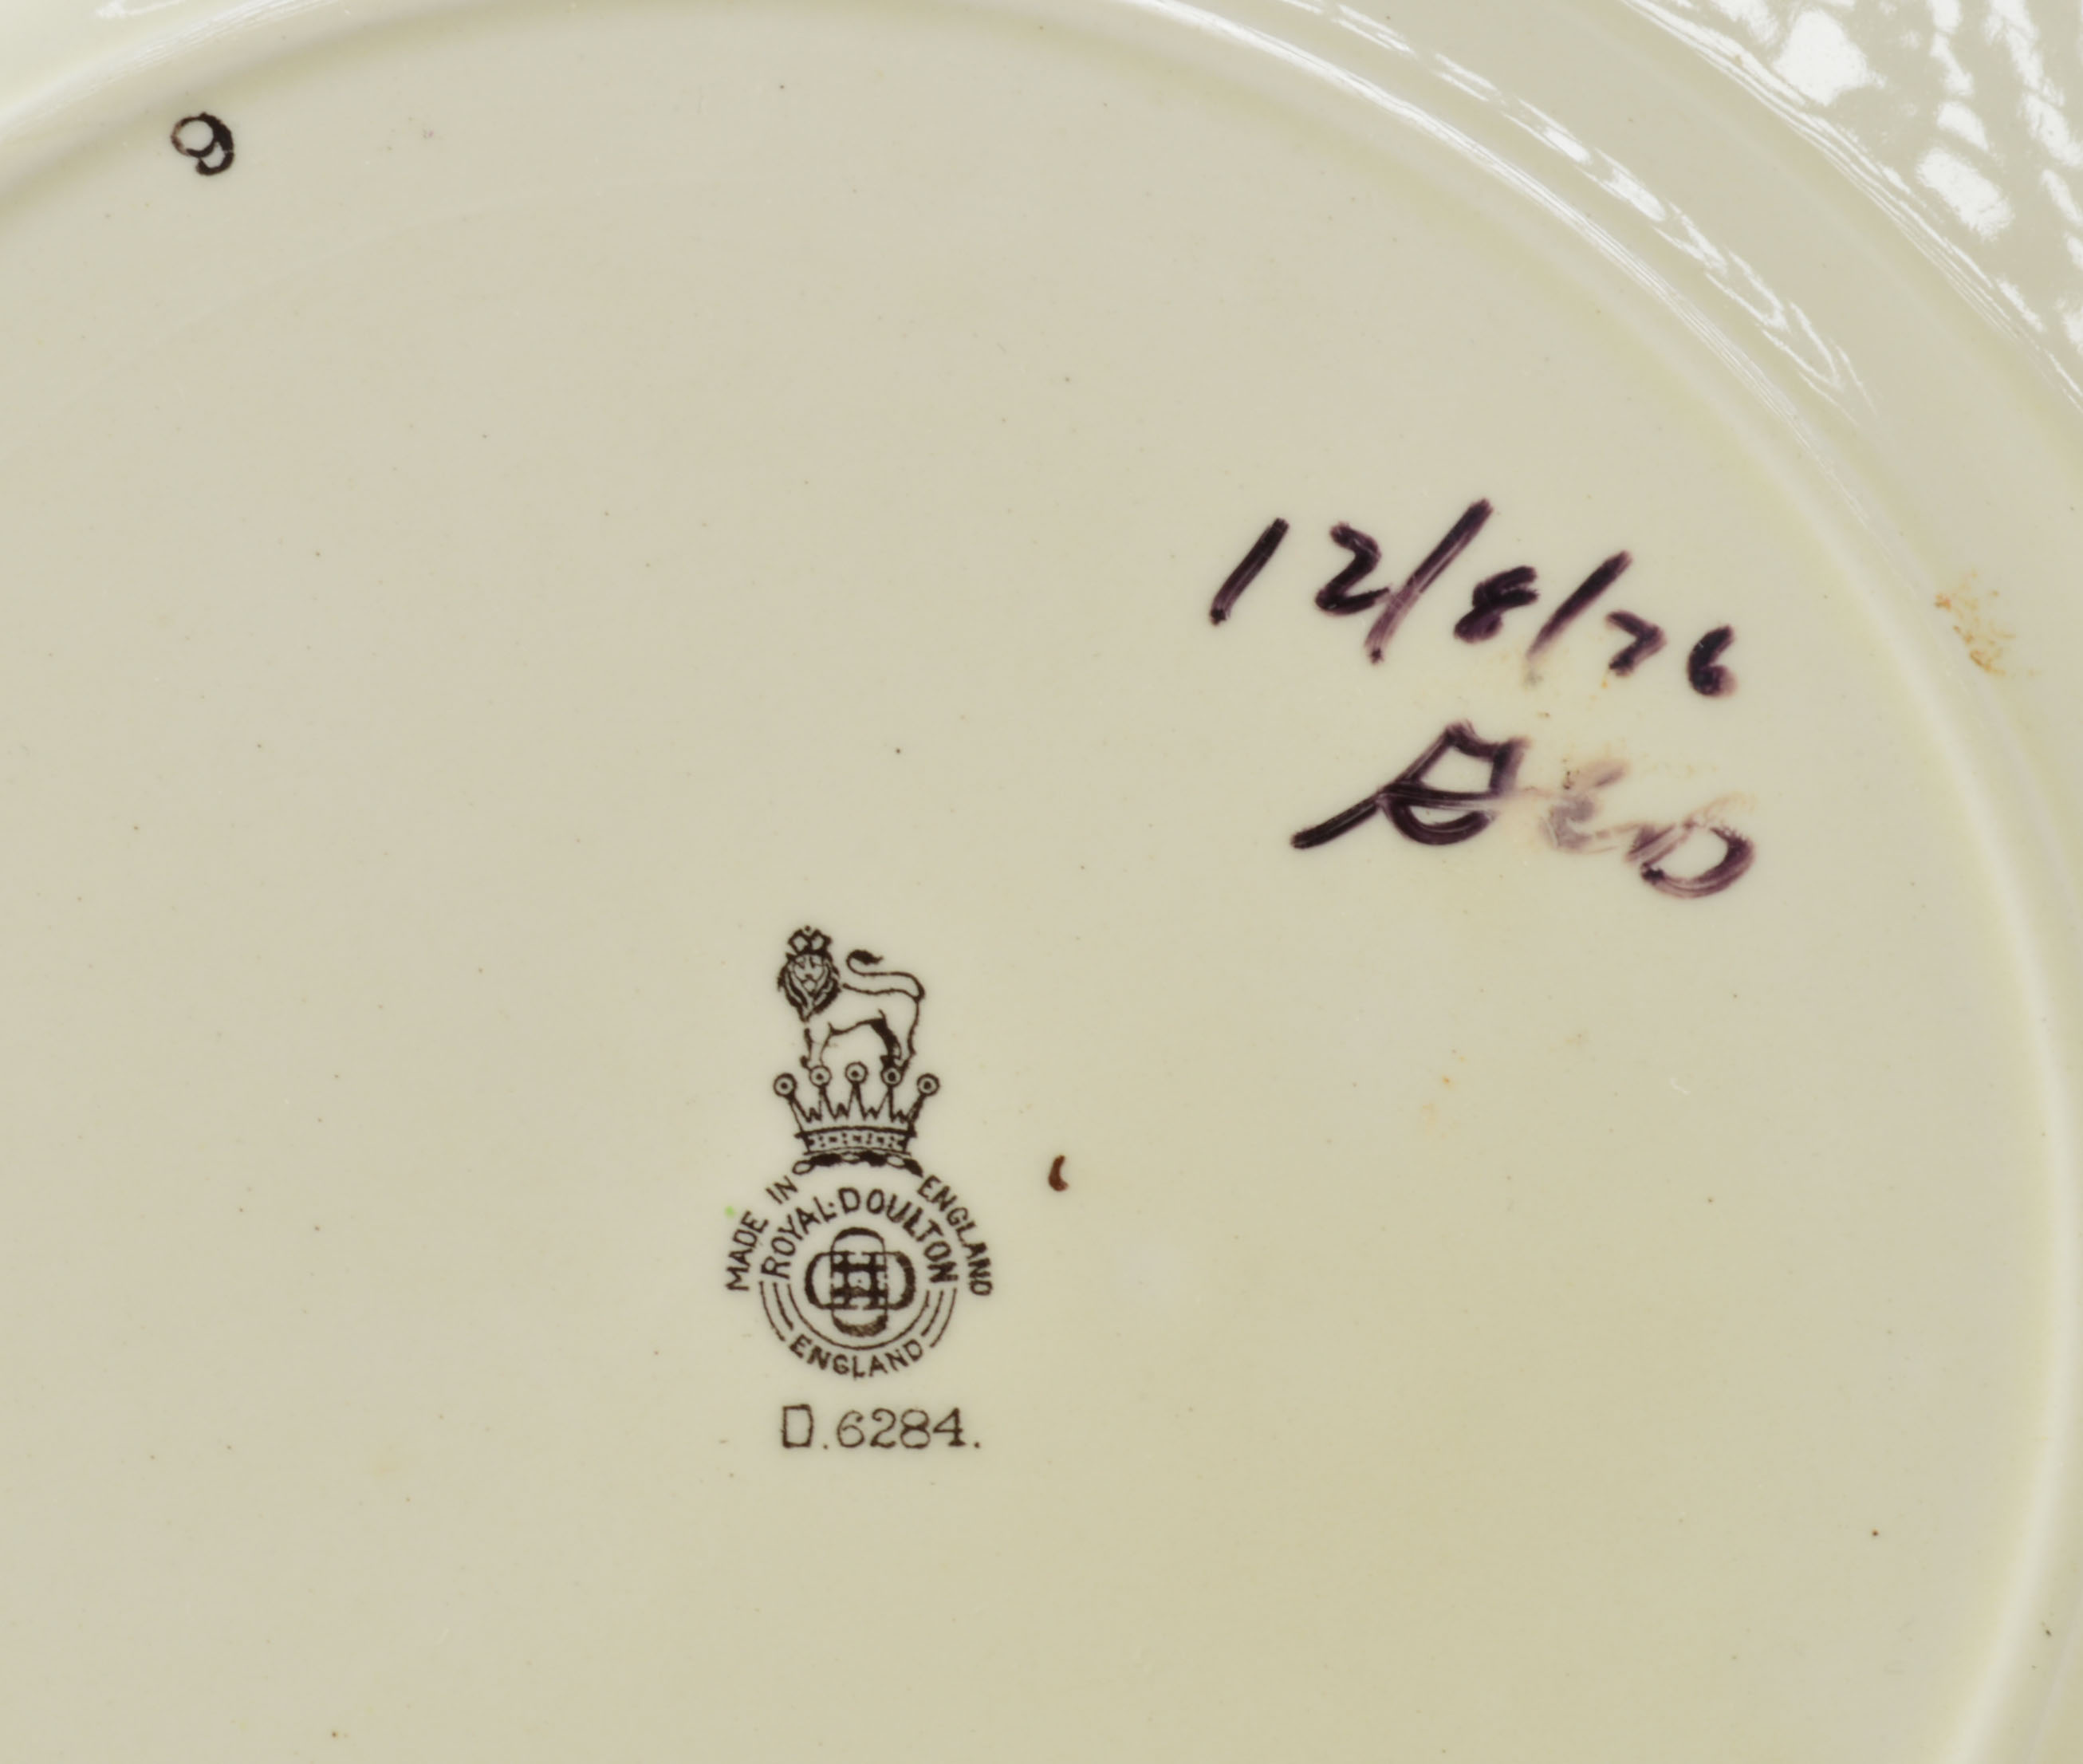 9
12/8/76
MADE IN ENGLAND
ROYAL·DOULTON
ENGLAND
D.6284.